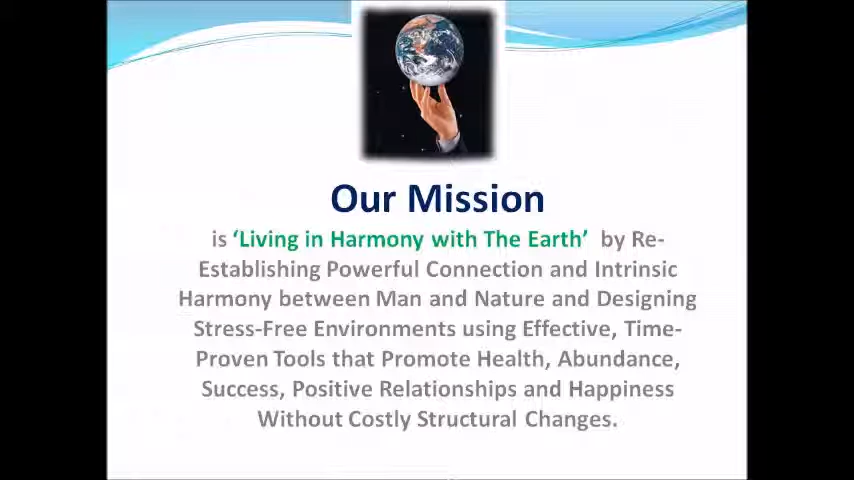 Our Mission
is ‘Living in Harmony with The Earth’ by Re-
Establishing Powerful Connection and Intrinsic
Harmony between Man and Nature and Designing
Stress-Free Environments using Effective, Time-
Proven Tools that Promote Health, Abundance,
Success, Positive Relationships and Happiness
Without Costly Structural Changes.